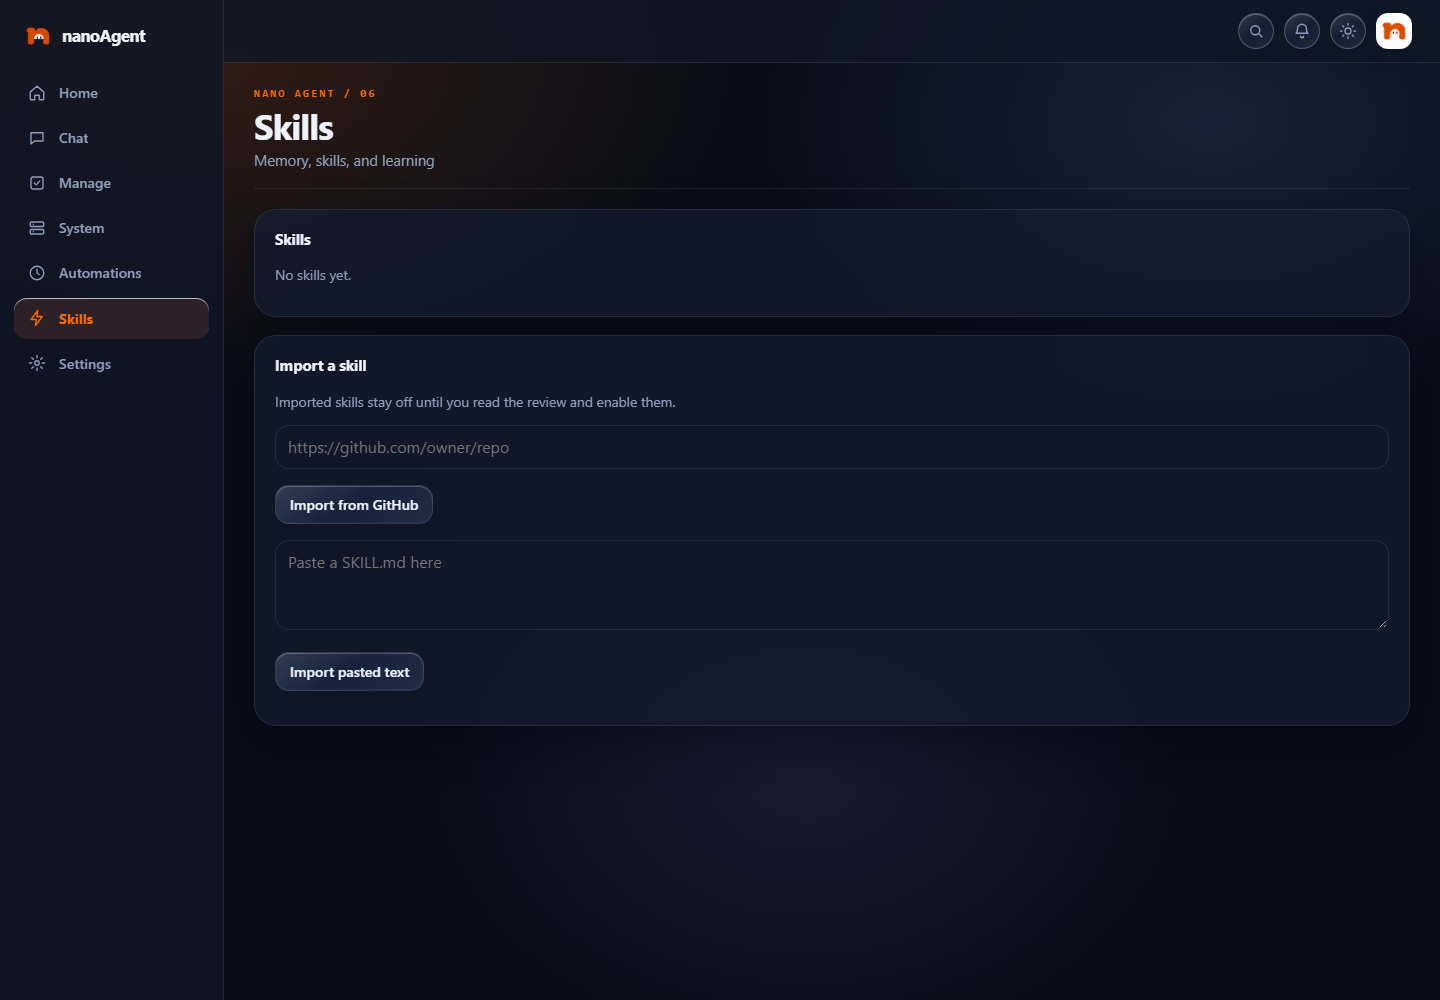 nanoAgent
Home
Chat
Manage
System
Automations
Skills
Settings
NANO AGENT / 06
Skills
Memory, skills, and learning
Skills
No skills yet.
Import a skill
Imported skills stay off until you read the review and enable them.
https://github.com/owner/repo
Import from GitHub
Paste a SKILL.md here
Import pasted text